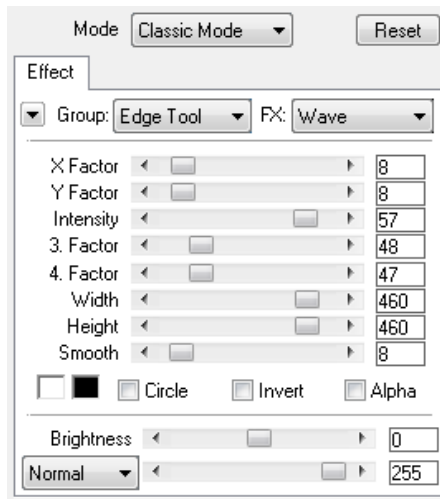 Mode Classic Mode Reset
Effect
Group: Edge Tool FX: Wave
X Factor 8
Y Factor 8
Intensity 57
3. Factor 48
4. Factor 47
Width 460
Height 460
Smooth 8
Circle Invert Alpha
Brightness 0
Normal 255